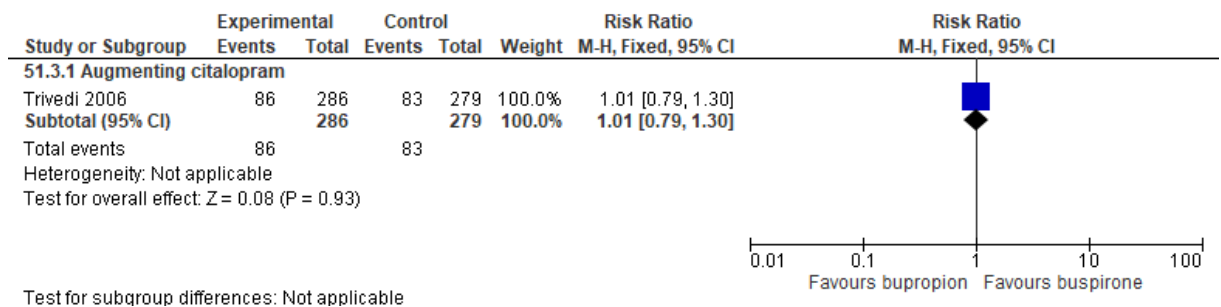 Experimental Control Risk Ratio Risk Ratio
Study or Subgroup Events Total Events Total Weight M-H, Fixed, 95% CI M-H, Fixed, 95% CI
51.3.1 Augmenting citalopram
Trivedi 2006 86 286 83 279 100.0% 1.01 [0.79, 1.30]
Subtotal (95% CI) 286 279 100.0% 1.01 [0.79, 1.30]
Total events 86 83
Heterogeneity: Not applicable
Test for overall effect: Z = 0.08 (P = 0.93)
0.01 0.1 1 10 100
Favours bupropion Favours buspirone
Test for subgroup differences: Not applicable